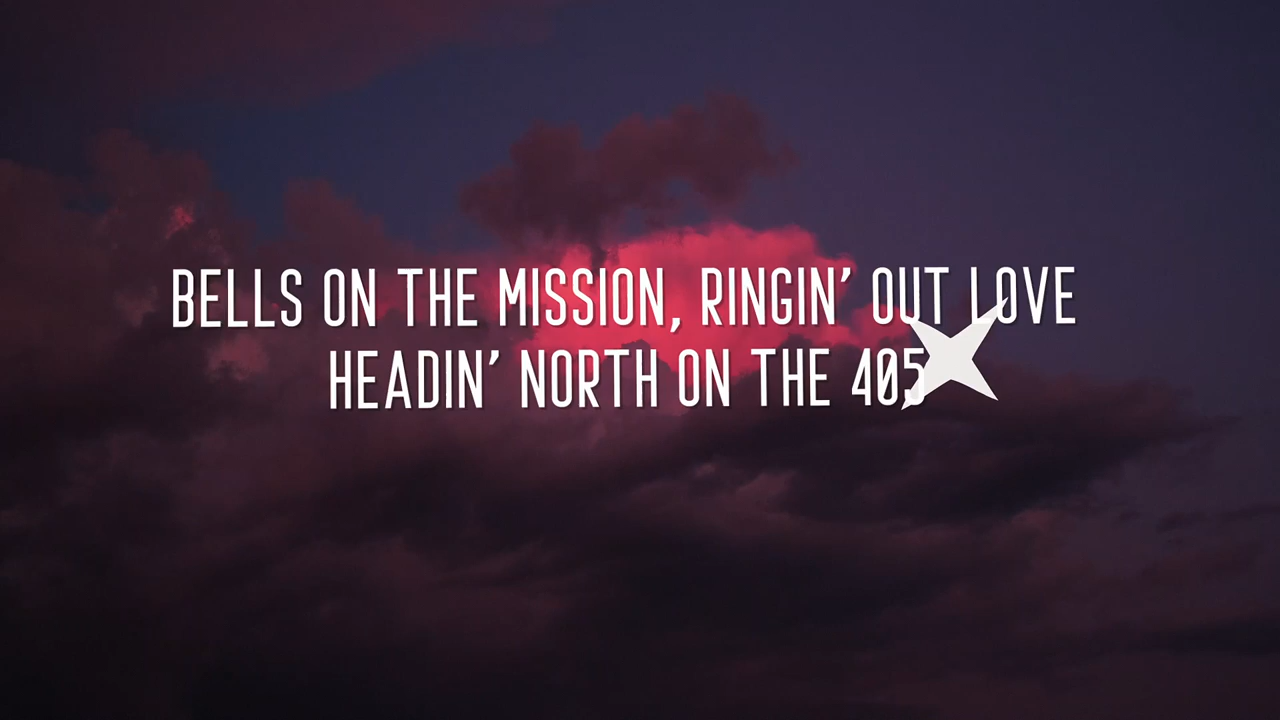 BELLS ON THE MISSION, RINGIN' OUT LOVE
HEADIN' NORTH ON THE 405